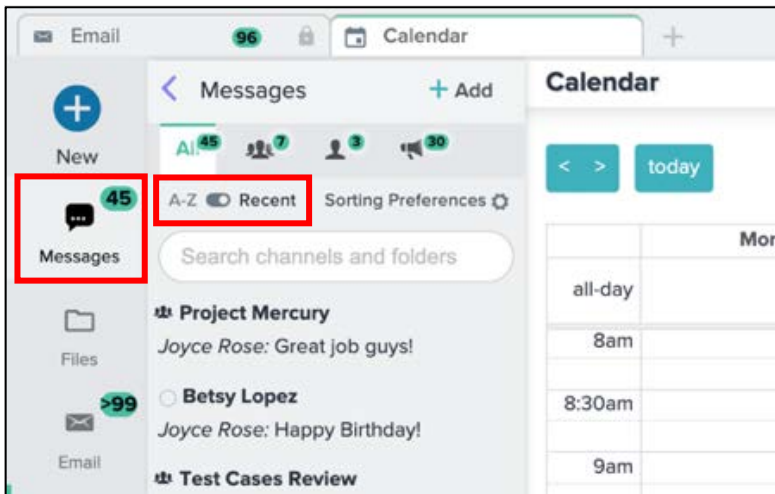 Email 96 Calendar +
New
45
Messages
Files
>99
Email
Messages + Add
All 45 7 3 30
A-Z Recent Sorting Preferences
Search channels and folders
Project Mercury
Joyce Rose: Great job guys!
Betsy Lopez
Joyce Rose: Happy Birthday!
Test Cases Review
Calendar
< > today
Mon
all-day
8am
8:30am
9am